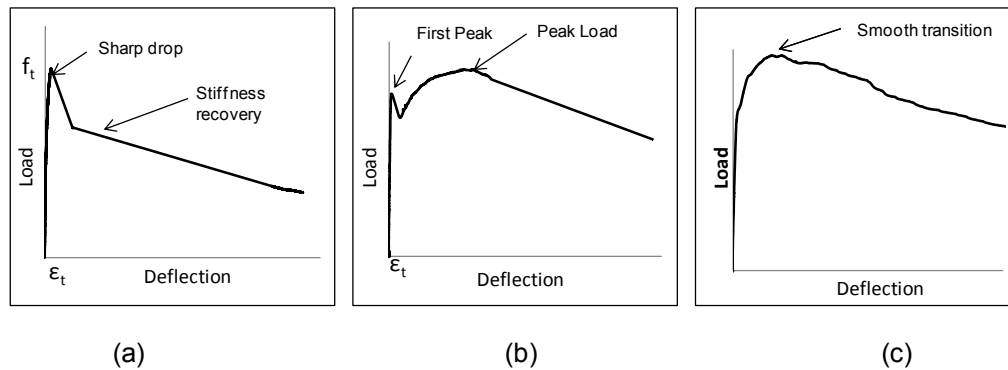 Sharp drop
f_t
Stiffness
recovery
Load
ε_t
Deflection
(a)
First Peak
Peak Load
Load
ε_t
Deflection
(b)
Smooth transition
Load
Deflection
(c)